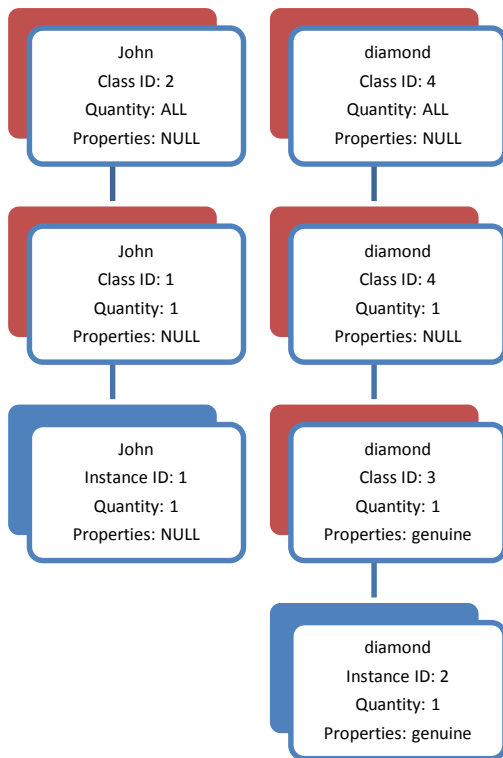 John
Class ID: 2
Quantity: ALL
Properties: NULL
diamond
Class ID: 4
Quantity: ALL
Properties: NULL
John
Class ID: 1
Quantity: 1
Properties: NULL
diamond
Class ID: 4
Quantity: 1
Properties: NULL
John
Instance ID: 1
Quantity: 1
Properties: NULL
diamond
Class ID: 3
Quantity: 1
Properties: genuine
diamond
Instance ID: 2
Quantity: 1
Properties: genuine